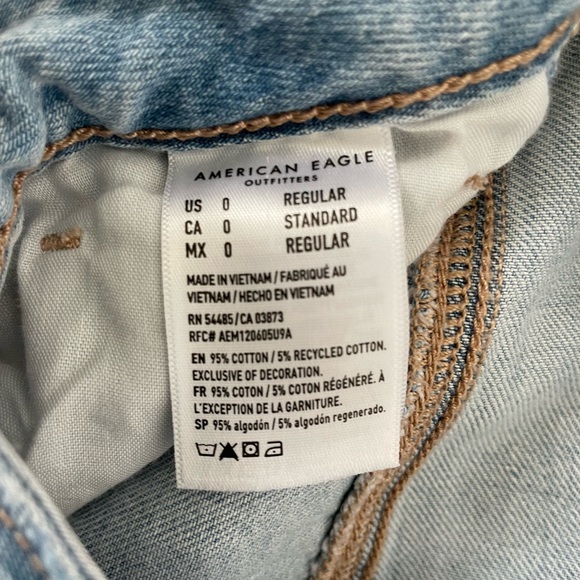 AMERICAN EAGLE
OUTFITTERS
US 0 REGULAR
CA 0 STANDARD
MX 0 REGULAR
MADE IN VIETNAM / FABRIQUÉ AU
VIETNAM / HECHO EN VIETNAM
RN 54485 / CA 03873
RFC# AEM120605U9A
EN 95% COTTON / 5% RECYCLED COTTON.
EXCLUSIVE OF DECORATION.
FR 95% COTON / 5% COTON RÉGÉNÉRÉ. À
L'EXCEPTION DE LA GARNITURE.
SP 95% algodón / 5% algodón regenerado.